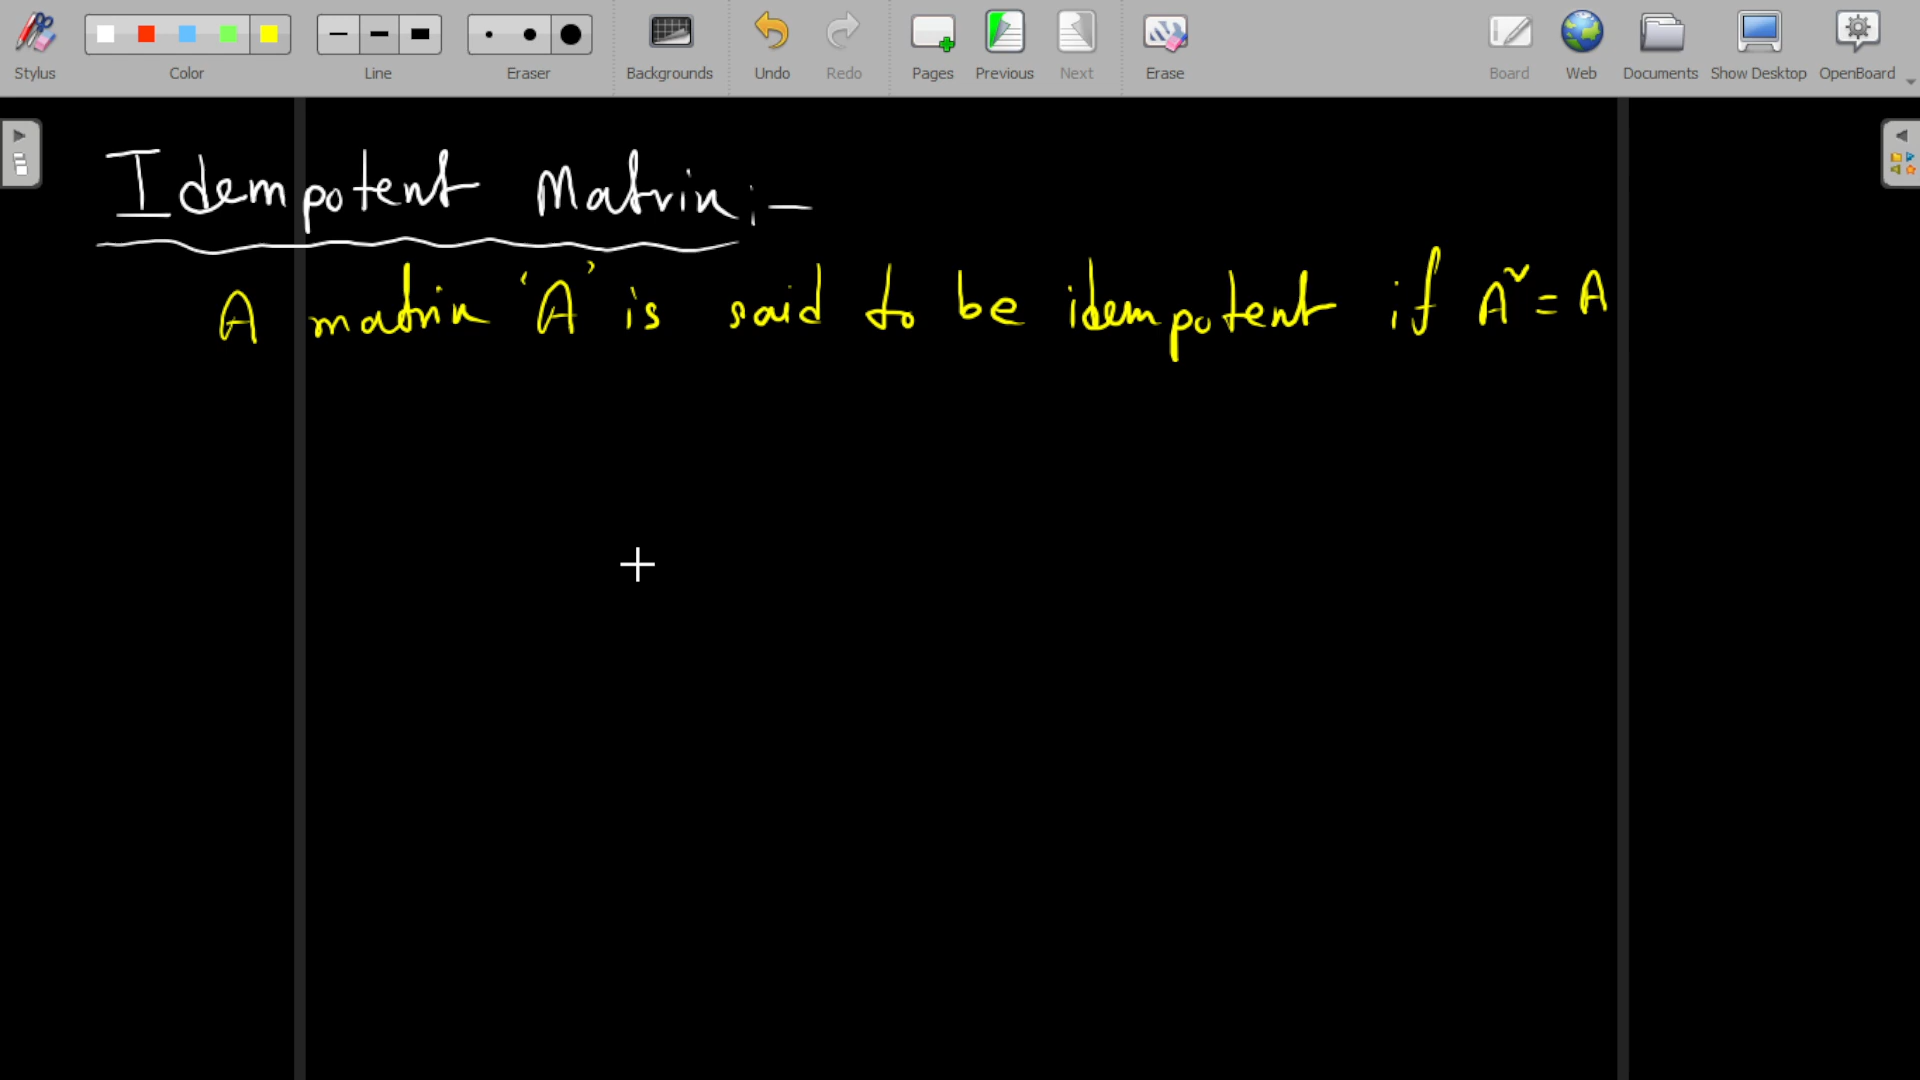 Stylus Color Line Eraser Backgrounds Undo Redo Pages Previous Next Erase Board Web Documents Show Desktop OpenBoard
Idempotent Matrix :-
A matrix 'A' is said to be idempotent if A² = A